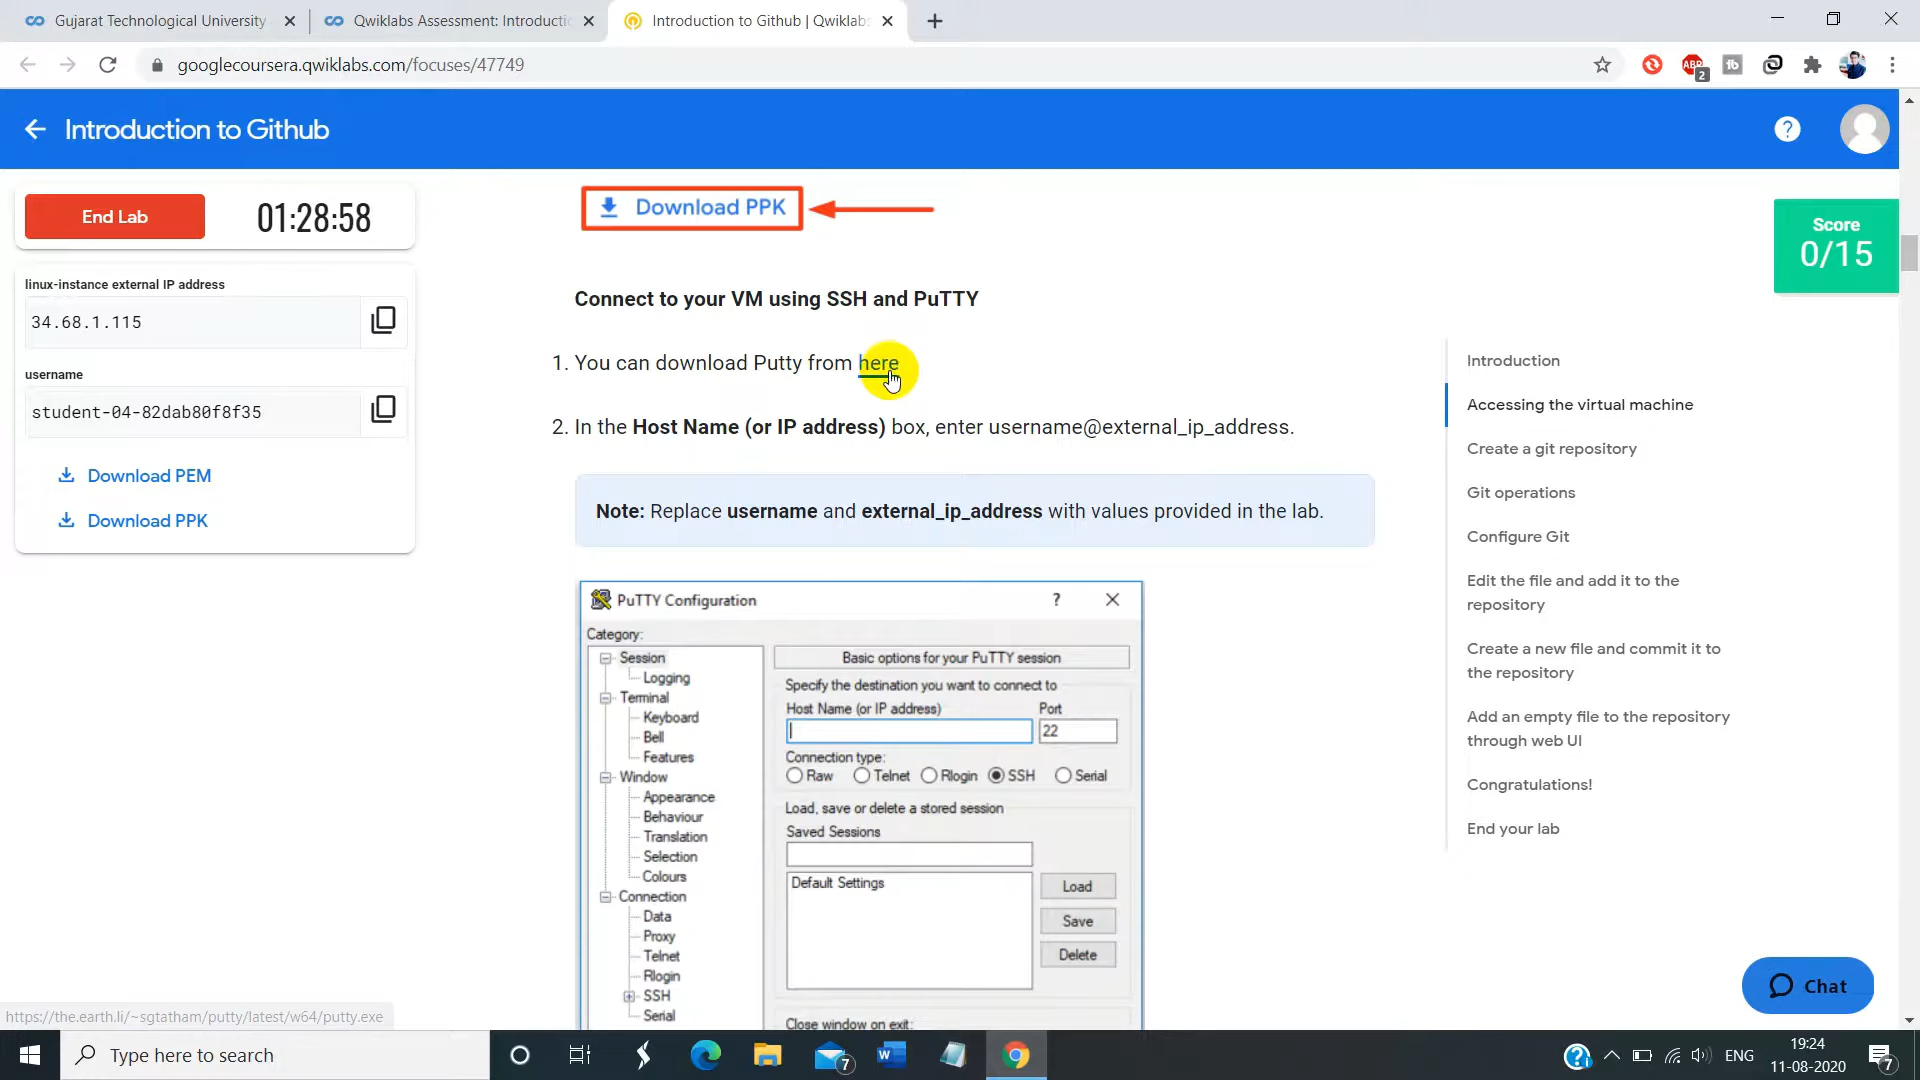 Gujarat Technological University
Qwiklabs Assessment: Introductio
Introduction to Github | Qwiklabs
googlecoursera.qwiklabs.com/focuses/47749
ABP
2
tb
Introduction to Github
?
End Lab
01:28:58
linux-instance external IP address
34.68.1.115
username
student-04-82dab80f8f35
Download PEM
Download PPK
Download PPK
Connect to your VM using SSH and PuTTY
1. You can download Putty from here
2. In the Host Name (or IP address) box, enter username@external_ip_address.
Note: Replace username and external_ip_address with values provided in the lab.
PuTTY Configuration
?
Category:
Session
Logging
Terminal
Keyboard
Bell
Features
Window
Appearance
Behaviour
Translation
Selection
Colours
Connection
Data
Proxy
Telnet
Rlogin
SSH
Serial
Basic options for your PuTTY session
Specify the destination you want to connect to
Host Name (or IP address)
Port
22
Connection type:
Raw
Telnet
Rlogin
SSH
Serial
Load, save or delete a stored session
Saved Sessions
Default Settings
Load
Save
Delete
Close window on exit:
Score
0/15
Introduction
Accessing the virtual machine
Create a git repository
Git operations
Configure Git
Edit the file and add it to the
repository
Create a new file and commit it to
the repository
Add an empty file to the repository
through web UI
Congratulations!
End your lab
Chat
https://the.earth.li/~sgtatham/putty/latest/w64/putty.exe
Type here to search
7
W
ENG
19:24
11-08-2020
7